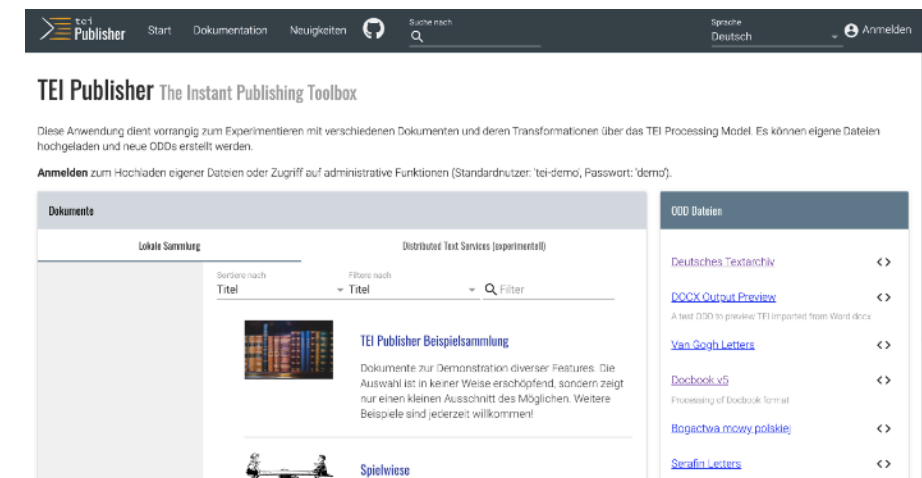 tei Publisher
Start
Dokumentation
Neuigkeiten
Suche nach
Sprache
Deutsch
Anmelden
TEI Publisher The Instant Publishing Toolbox
Diese Anwendung dient vorrangig zum Experimentieren mit verschiedenen Dokumenten und deren Transformationen über das TEI Processing Model. Es können eigene Dateien
hochgeladen und neue ODDs erstellt werden.
Anmelden zum Hochladen eigener Dateien oder Zugriff auf administrative Funktionen (Standardnutzer: 'tei-demo', Passwort: 'demo').
Dokumente
Lokale Sammlung
Distributed Text Services (experimentell)
Sortiere nach
Titel
Filtere nach
Titel
Filter
TEI Publisher Beispielsammlung
Dokumente zur Demonstration diverser Features. Die
Auswahl ist in keiner Weise erschöpfend, sondern zeigt
nur einen kleinen Ausschnitt des Möglichen. Weitere
Beispiele sind jederzeit willkommen!
Spielwiese
ODD Dateien
Deutsches Textarchiv
<>
DOCX Output Preview
<>
A test ODD to preview TEI imported from Word docx
Van Gogh Letters
<>
Docbook v5
<>
Processing of Docbook format
Bogactwa mowy polskiej
<>
Serafin Letters
<>